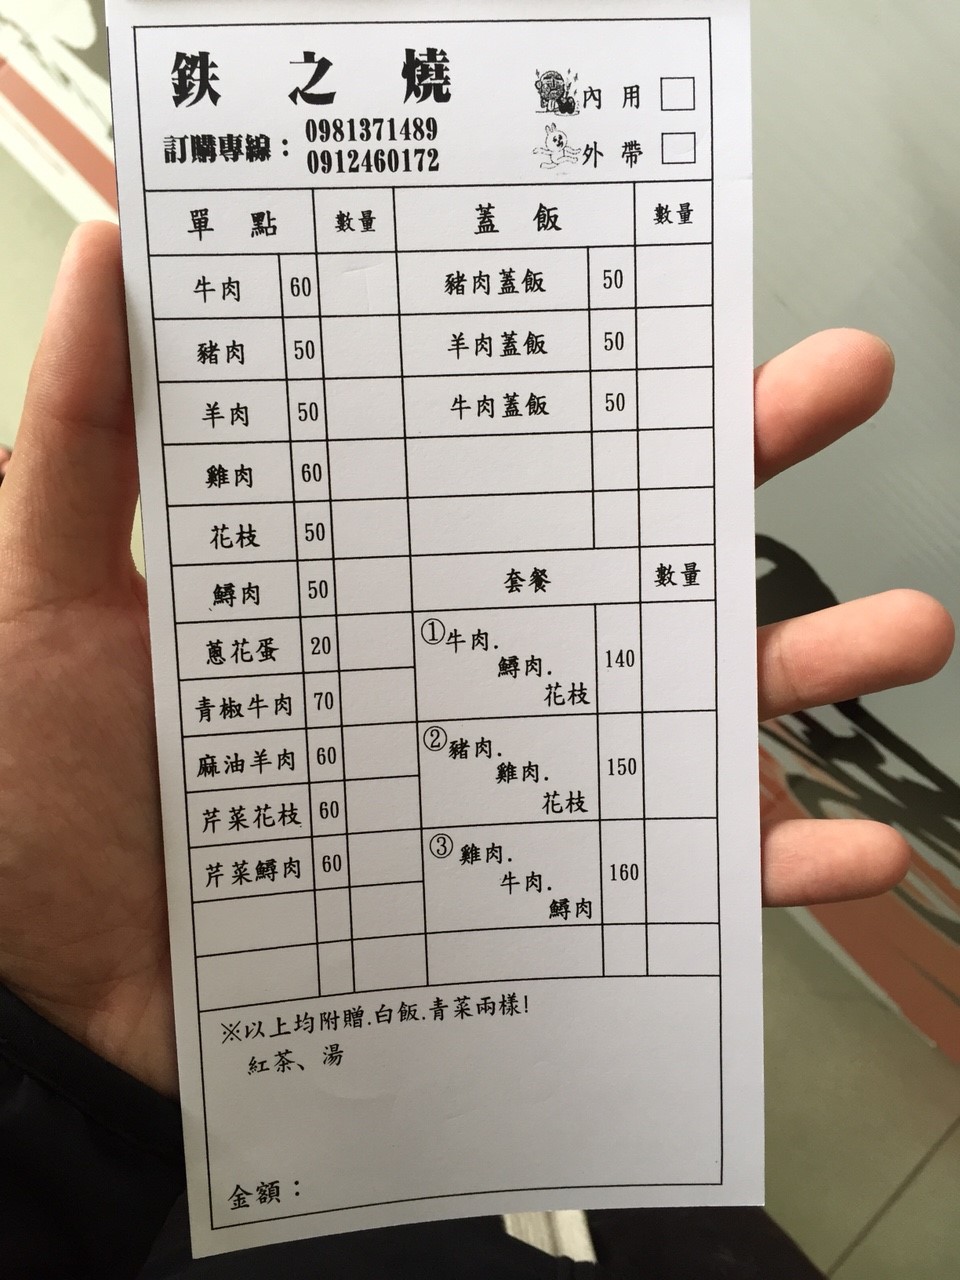 鉄之燒
訂購專線：0981371489
0912460172
內用
外帶
單點 數量 蓋飯 數量
牛肉 60 豬肉蓋飯 50
豬肉 50 羊肉蓋飯 50
羊肉 50 牛肉蓋飯 50
雞肉 60
花枝 50
鱘肉 50 套餐 數量
蔥花蛋 20 ①牛肉.鱘肉.花枝 140
青椒牛肉 70
麻油羊肉 60 ②豬肉.雞肉.花枝 150
芹菜花枝 60
芹菜鱘肉 60 ③雞肉.牛肉.鱘肉 160
※以上均附贈.白飯.青菜兩樣!
紅茶、湯
金額：